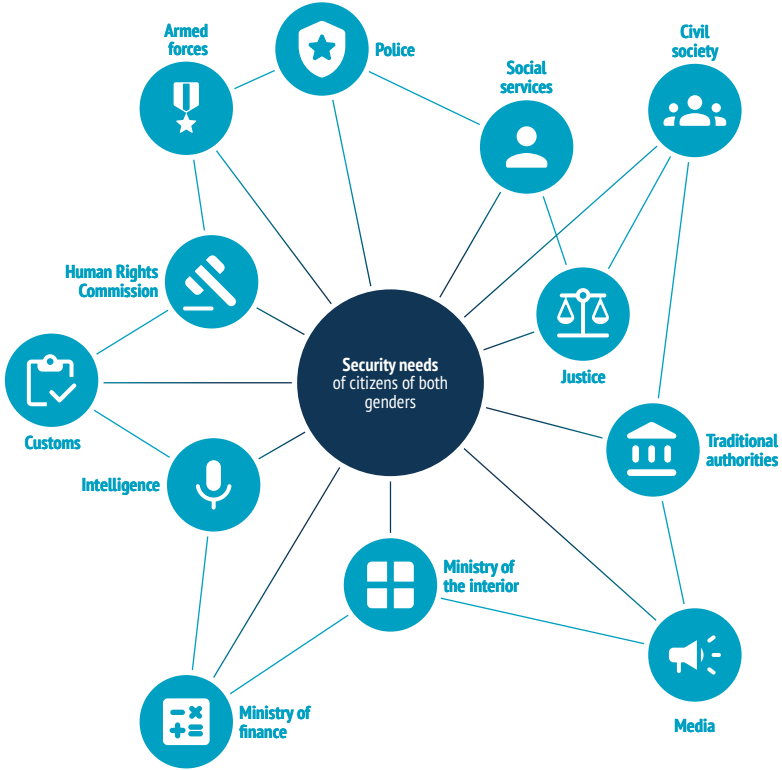 Armed
forces
Police
Social
services
Civil
society
Human Rights
Commission
Security needs
of citizens of both
genders
Justice
Customs
Intelligence
Traditional
authorities
Ministry of
the interior
Ministry of
finance
Media